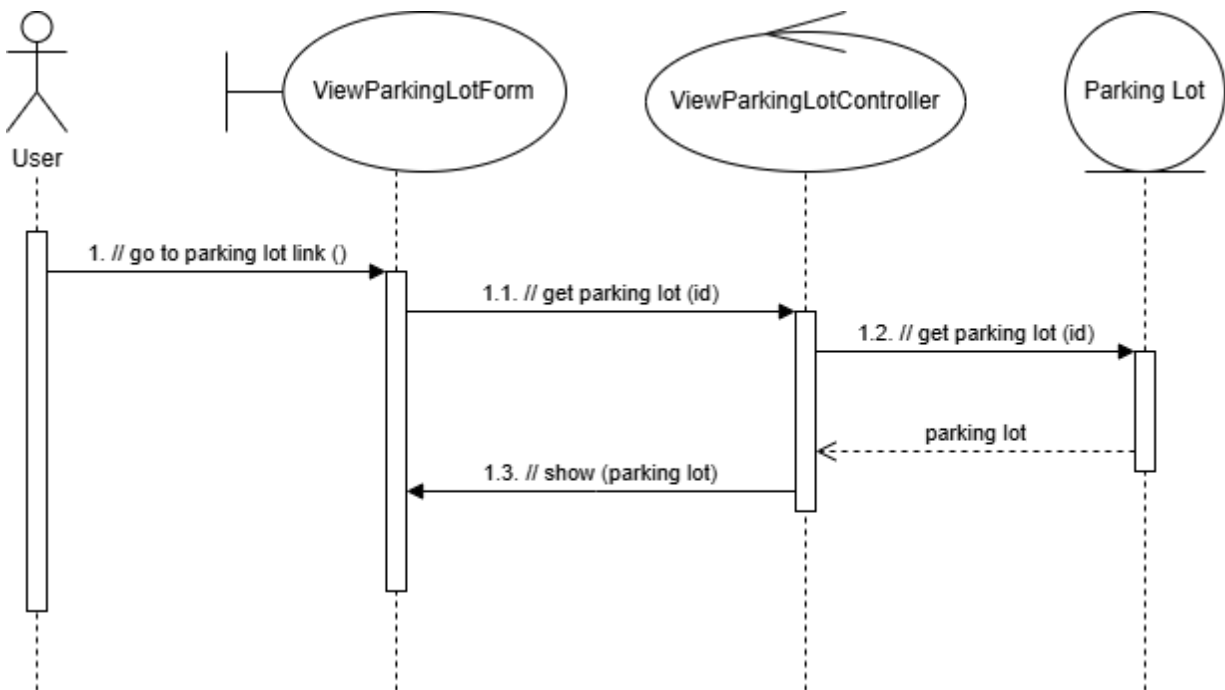 ViewParkingLotForm
ViewParkingLotController
Parking Lot
User
1. // go to parking lot link ()
1.1. // get parking lot (id)
1.2. // get parking lot (id)
parking lot
1.3. // show (parking lot)